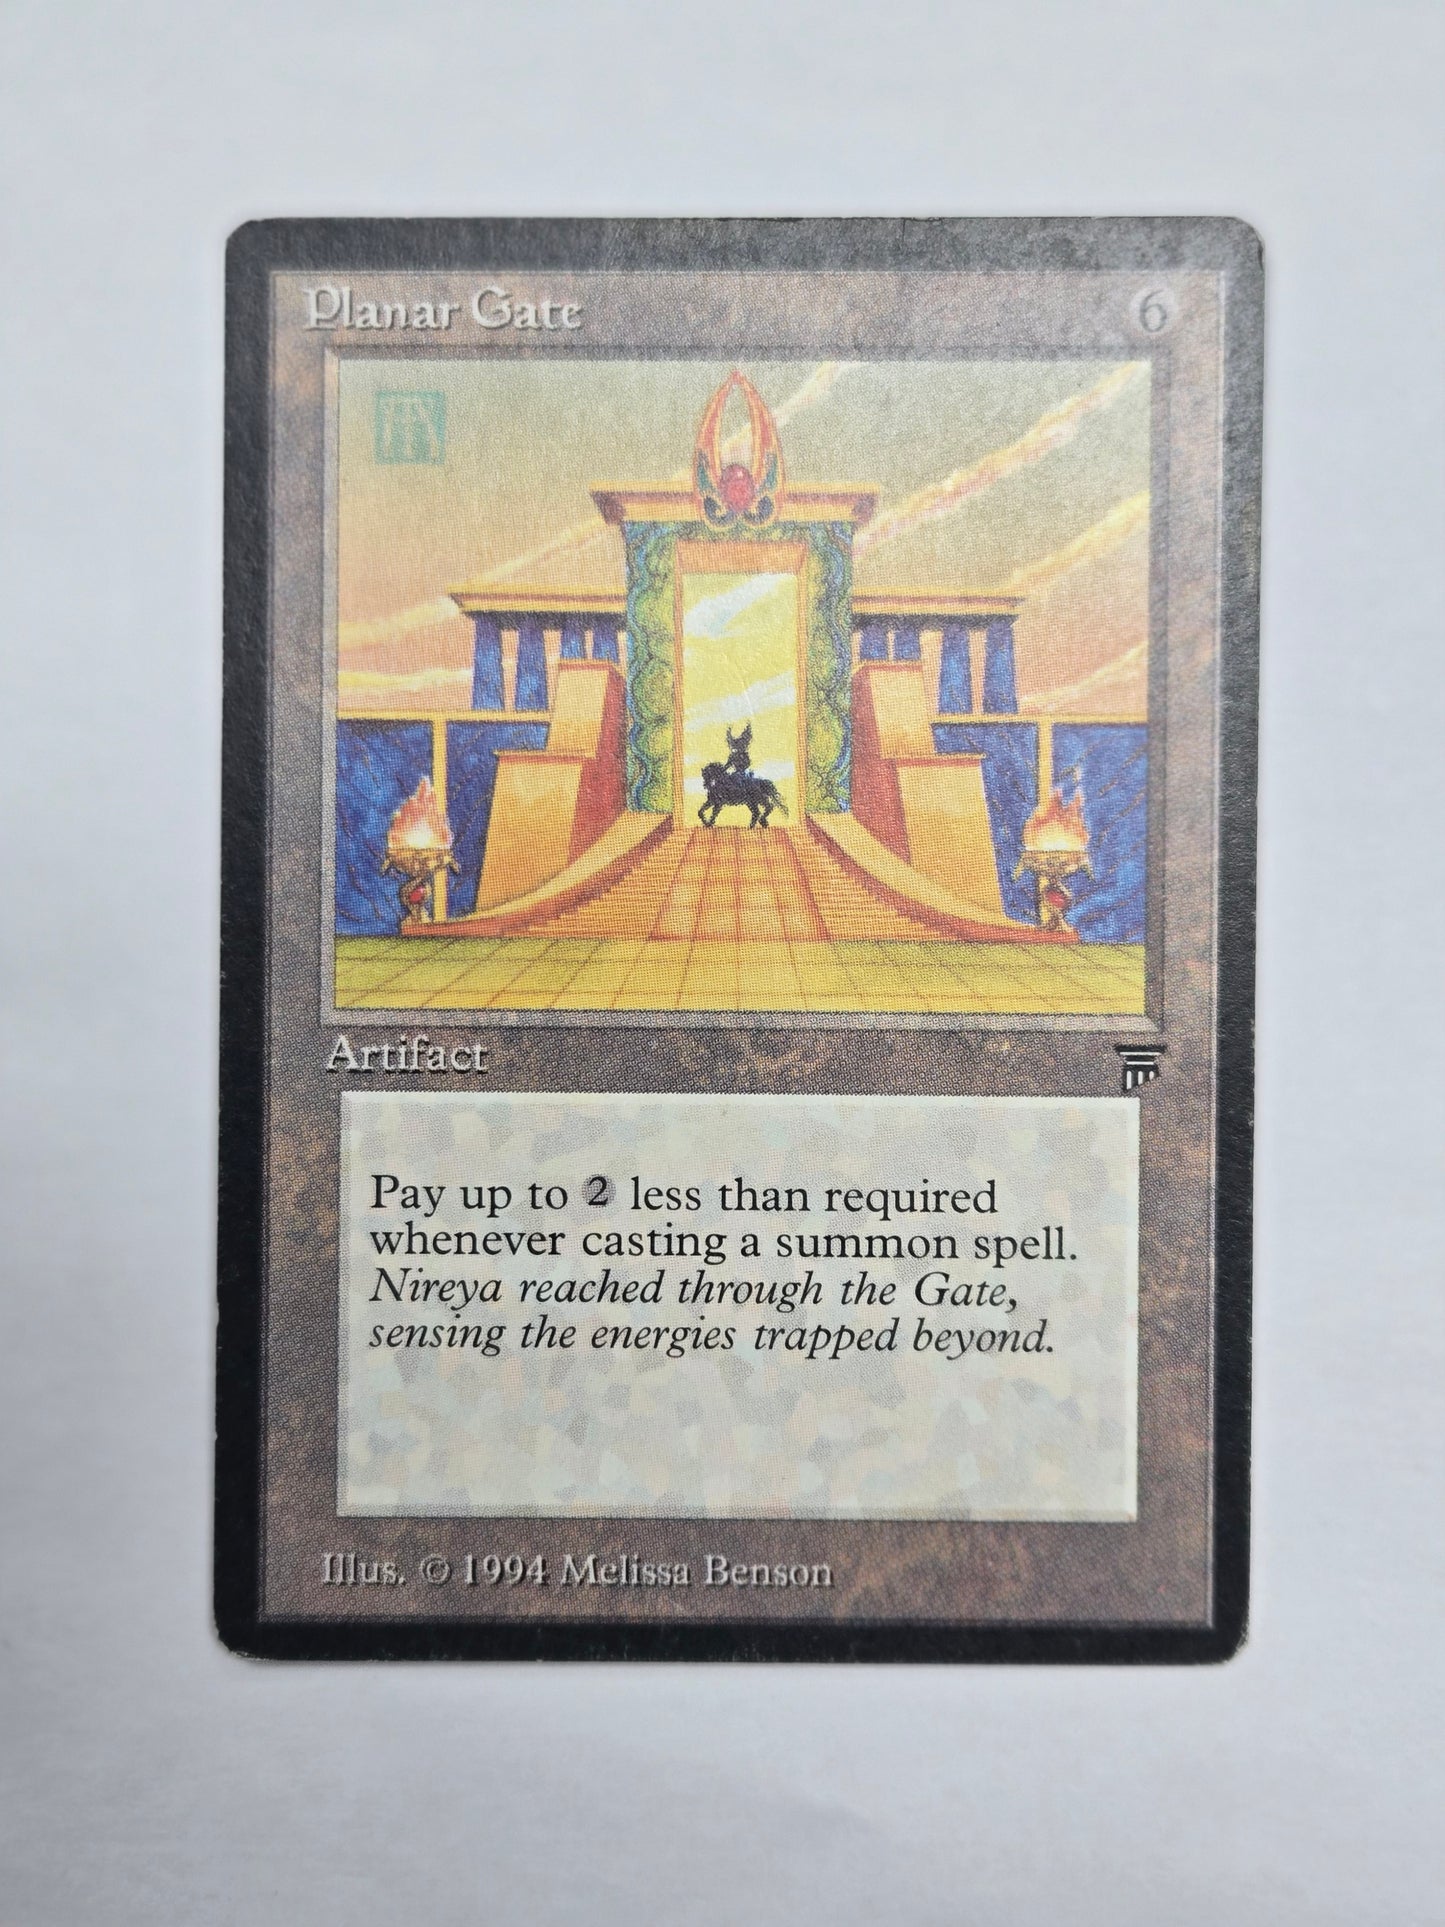 Planar Gate 6
Artifact
Pay up to 2 less than required
whenever casting a summon spell.
Nireya reached through the Gate,
sensing the energies trapped beyond.
Illus. © 1994 Melissa Benson